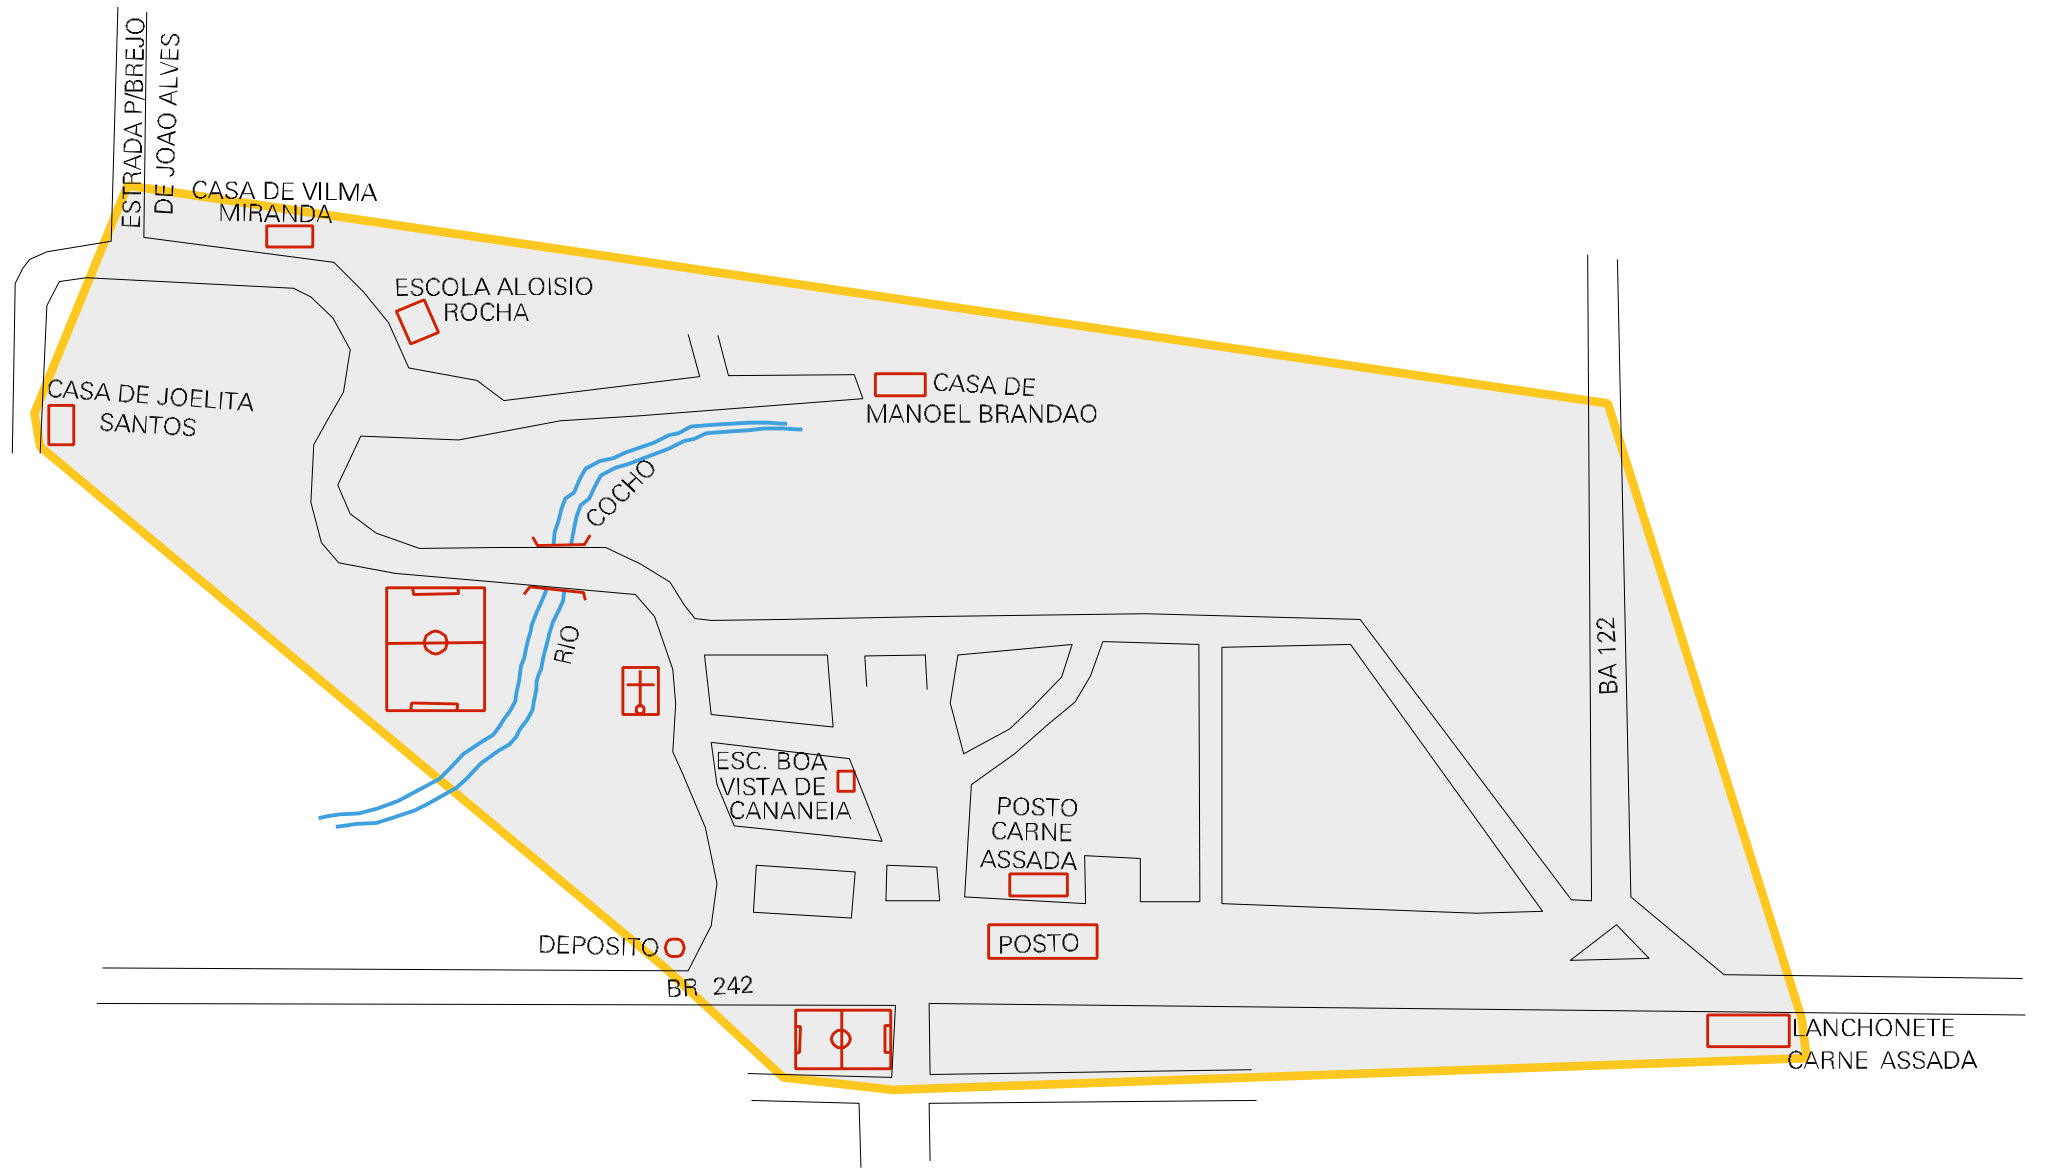 ESTRADA P/BREJO
DE JOAO ALVES
CASA DE VILMA
MIRANDA
ESCOLA ALOISIO
ROCHA
CASA DE JOELITA
SANTOS
CASA DE
MANOEL BRANDAO
COCHO
RIO
BA 122
ESC. BOA
VISTA DE
CANANEIA
POSTO
CARNE
ASSADA
DEPOSITO
POSTO
BR 242
LANCHONETE
CARNE ASSADA